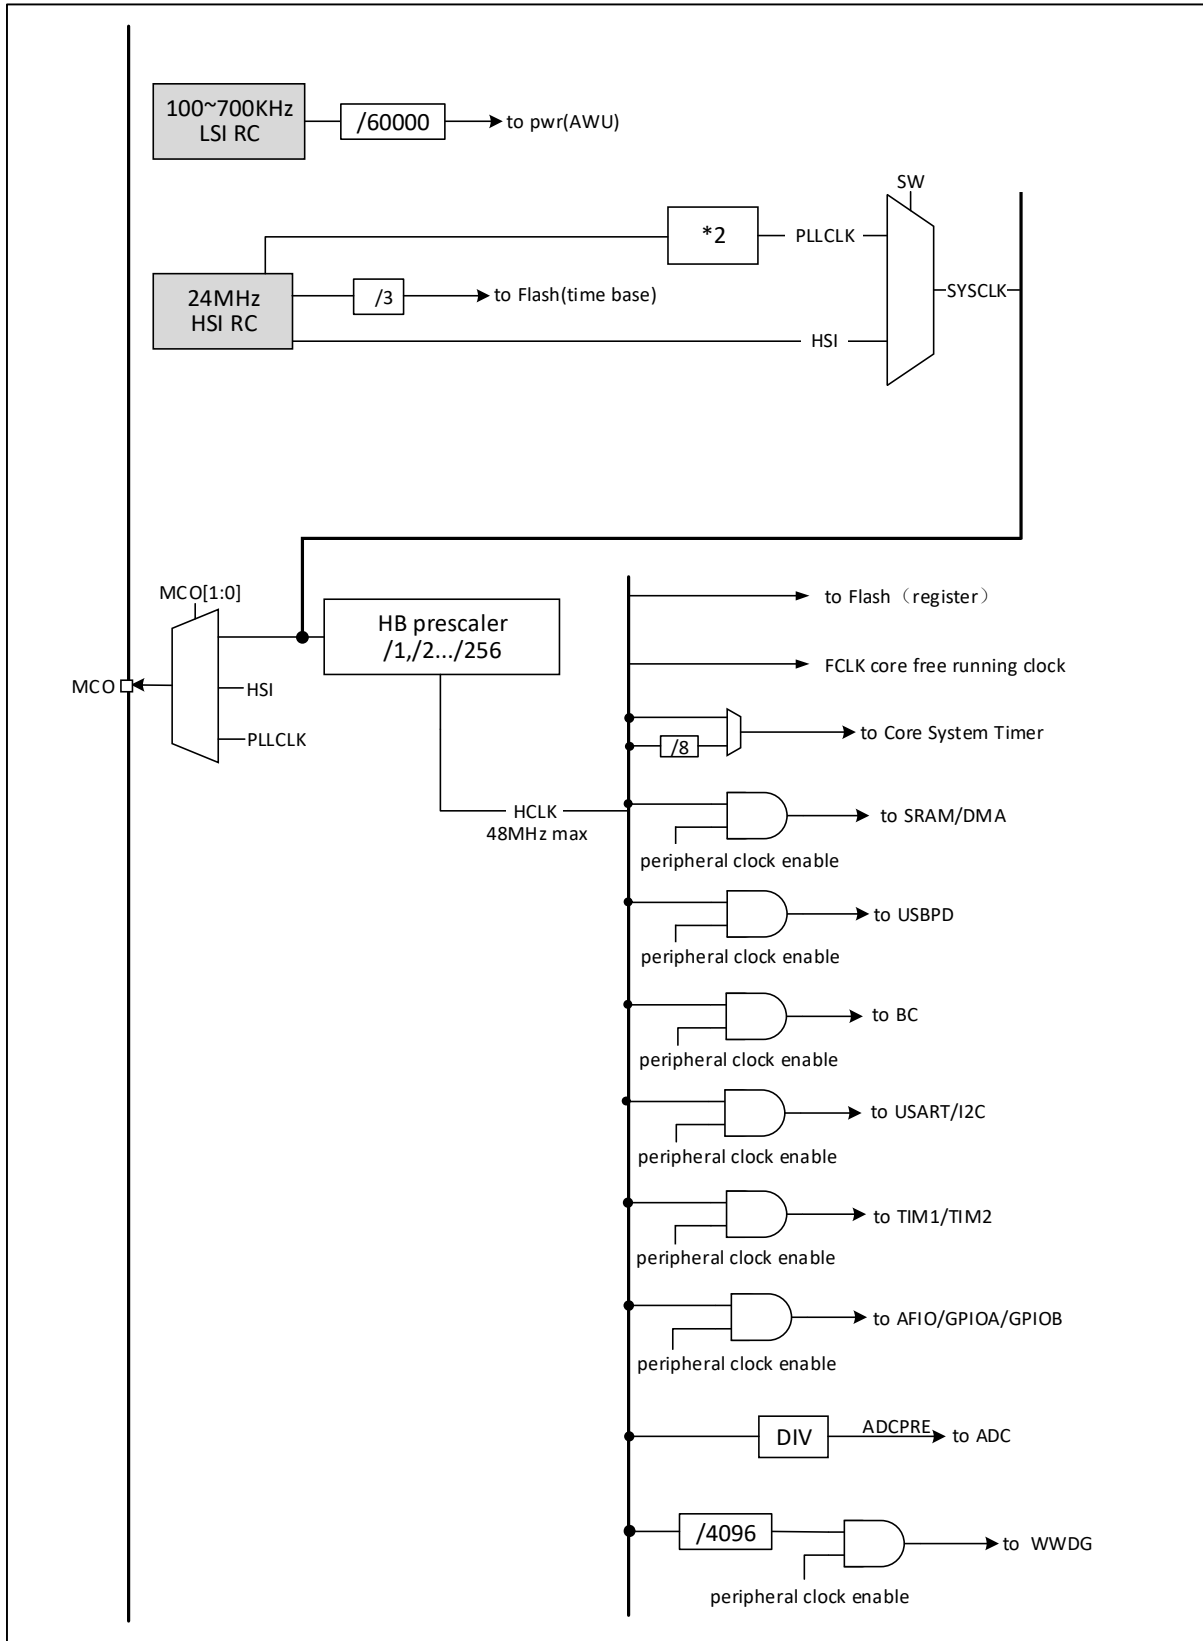 100~700KHz
LSI RC
/60000
to pwr(AWU)
SW
*2
PLLCLK
24MHz
HSI RC
/3
to Flash(time base)
SYSCLK
HSI
MCO[1:0]
HB prescaler
/1,/2.../256
to Flash（register）
FCLK core free running clock
MCO
HSI
PLLCLK
/8
to Core System Timer
HCLK
48MHz max
to SRAM/DMA
peripheral clock enable
to USBPD
peripheral clock enable
to BC
peripheral clock enable
to USART/I2C
peripheral clock enable
to TIM1/TIM2
peripheral clock enable
to AFIO/GPIOA/GPIOB
peripheral clock enable
DIV
ADCPRE
to ADC
/4096
to WWDG
peripheral clock enable